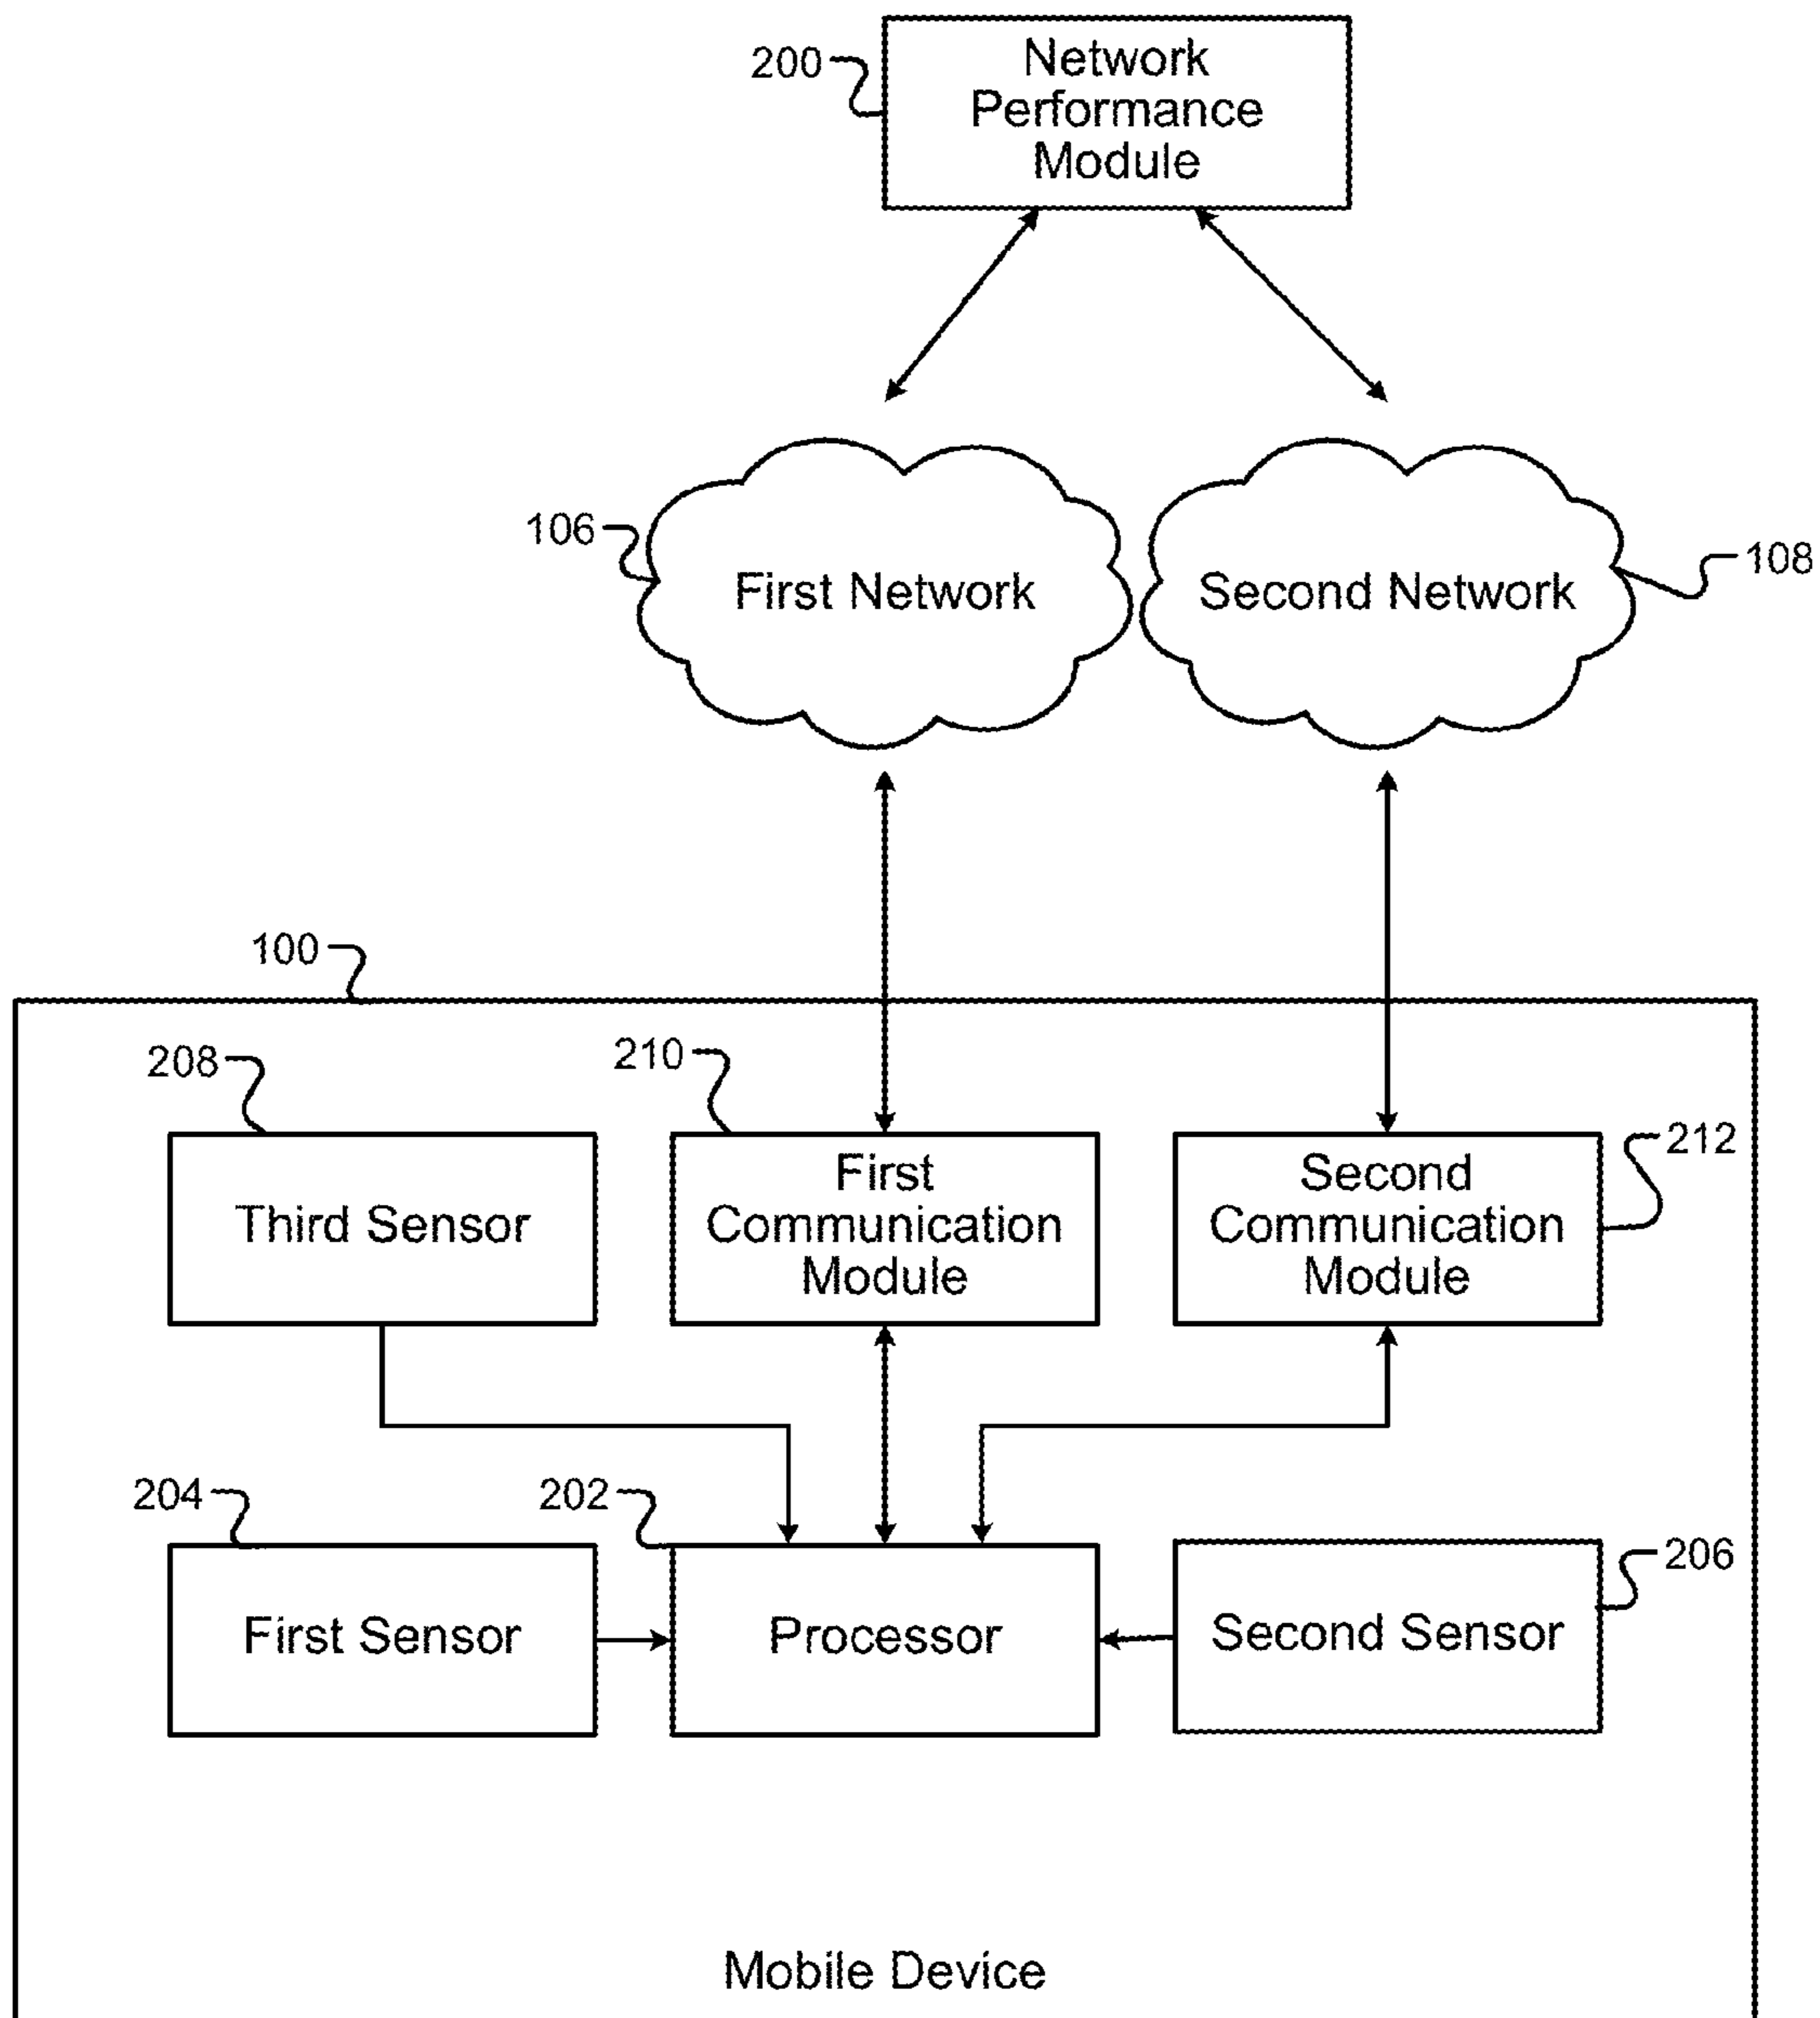 200
Network
Performance
Module
106
First Network
Second Network
108
100
208
Third Sensor
210
First
Communication
Module
Second
Communication
Module
212
204
First Sensor
202
Processor
Second Sensor
206
Mobile Device